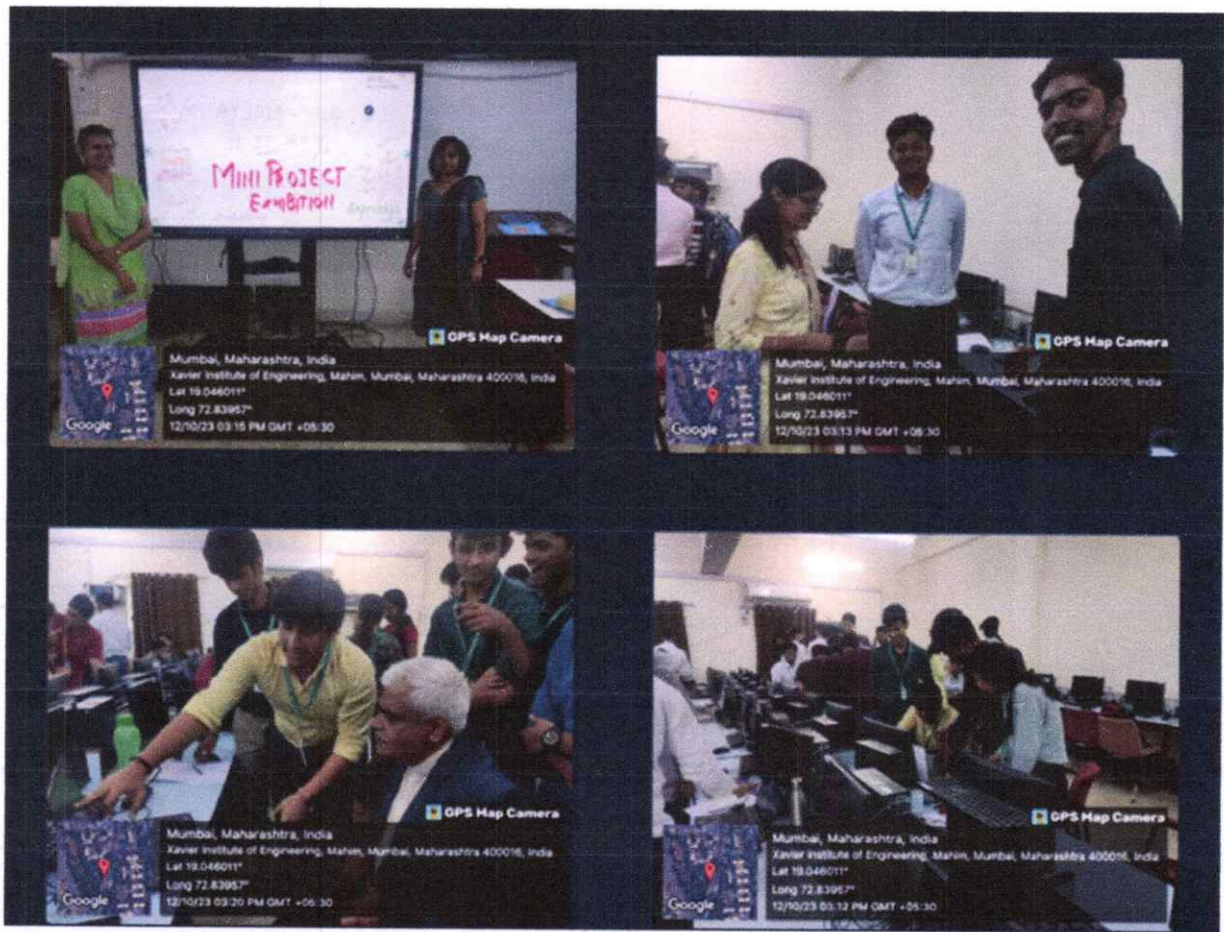 MINI PROJECT
EXHIBITION
GPS Map Camera
Mumbai, Maharashtra, India
Xavier Institute of Engineering, Mahim, Mumbai, Maharashtra 400016, India
Lat 19.046011°
Long 72.83957°
12/10/23 03:15 PM GMT +05:30
Google
GPS Map Camera
Mumbai, Maharashtra, India
Xavier Institute of Engineering, Mahim, Mumbai, Maharashtra 400016, India
Lat 19.046011°
Long 72.83957°
12/10/23 03:13 PM GMT +05:30
Google
GPS Map Camera
Mumbai, Maharashtra, India
Xavier Institute of Engineering, Mahim, Mumbai, Maharashtra 400016, India
Lat 19.046011°
Long 72.83957°
12/10/23 03:20 PM GMT +05:30
Google
GPS Map Camera
Mumbai, Maharashtra, India
Xavier Institute of Engineering, Mahim, Mumbai, Maharashtra 400016, India
Lat 19.046011°
Long 72.83957°
12/10/23 03:12 PM GMT +05:30
Google